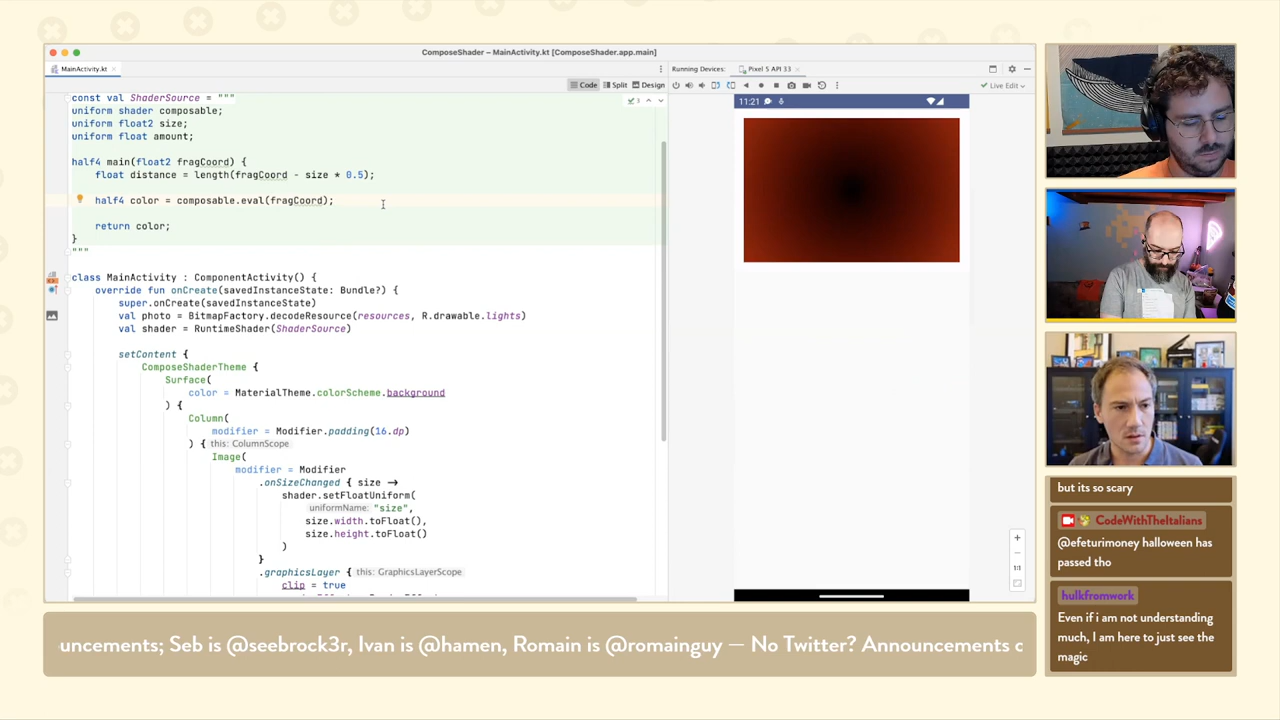 ComposeShader – MainActivity.kt [ComposeShader.app.main]
MainActivity.kt
Code
Split
Design
const val ShaderSource = """
uniform shader composable;
uniform float2 size;
uniform float amount;
half4 main(float2 fragCoord) {
float distance = length(fragCoord - size * 0.5);
half4 color = composable.eval(fragCoord);
return color;
}
"""
class MainActivity : ComponentActivity() {
override fun onCreate(savedInstanceState: Bundle?) {
super.onCreate(savedInstanceState)
val photo = BitmapFactory.decodeResource(resources, R.drawable.lights)
val shader = RuntimeShader(ShaderSource)
setContent {
ComposeShaderTheme {
Surface(
color = MaterialTheme.colorScheme.background
) {
Column(
modifier = Modifier.padding(16.dp)
) { this: ColumnScope
Image(
modifier = Modifier
.onSizeChanged { size ->
shader.setFloatUniform(
uniformName: "size",
size.width.toFloat(),
size.height.toFloat()
)
}
.graphicsLayer { this: GraphicsLayerScope
clip = true
3
Running Devices:
Pixel 5 API 33
Live Edit
11:21
1:1
but its so scary
CodeWithTheItalians
@efeturimoney halloween has
passed tho
hulkfromwork
Even if i am not understanding
much, I am here to just see the
magic
uncements; Seb is @seebrock3r, Ivan is @hamen, Romain is @romainguy — No Twitter? Announcements